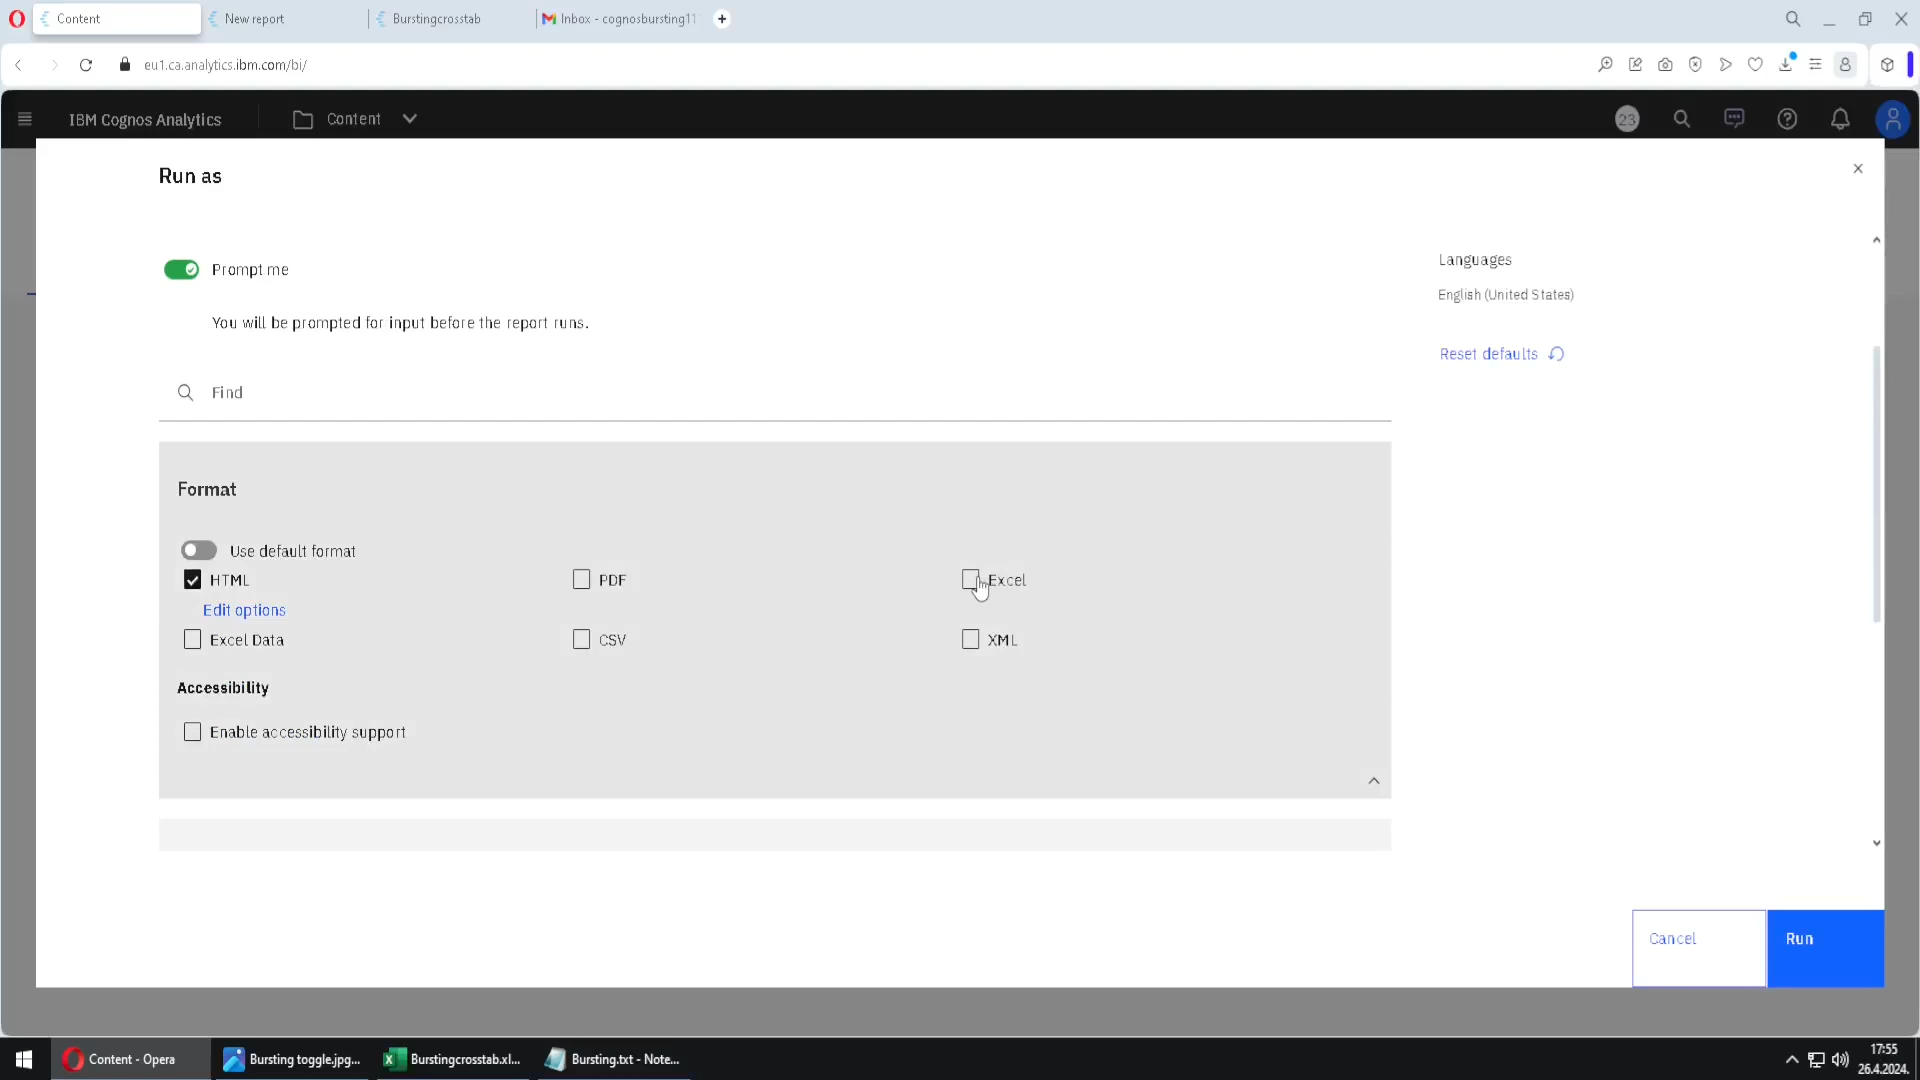 Content
New report
Burstingcrosstab
Inbox - cognosbursting11
eu1.ca.analytics.ibm.com/bi/
IBM Cognos Analytics
Content
23
Run as
Prompt me
You will be prompted for input before the report runs.
Find
Languages
English (United States)
Reset defaults
Format
Use default format
HTML
PDF
Excel
Edit options
Excel Data
CSV
XML
Accessibility
Enable accessibility support
Cancel
Run
Content - Opera
Bursting toggle.jpg...
Burstingcrosstab.xl...
Bursting.txt - Note...
17:55
26.4.2024.